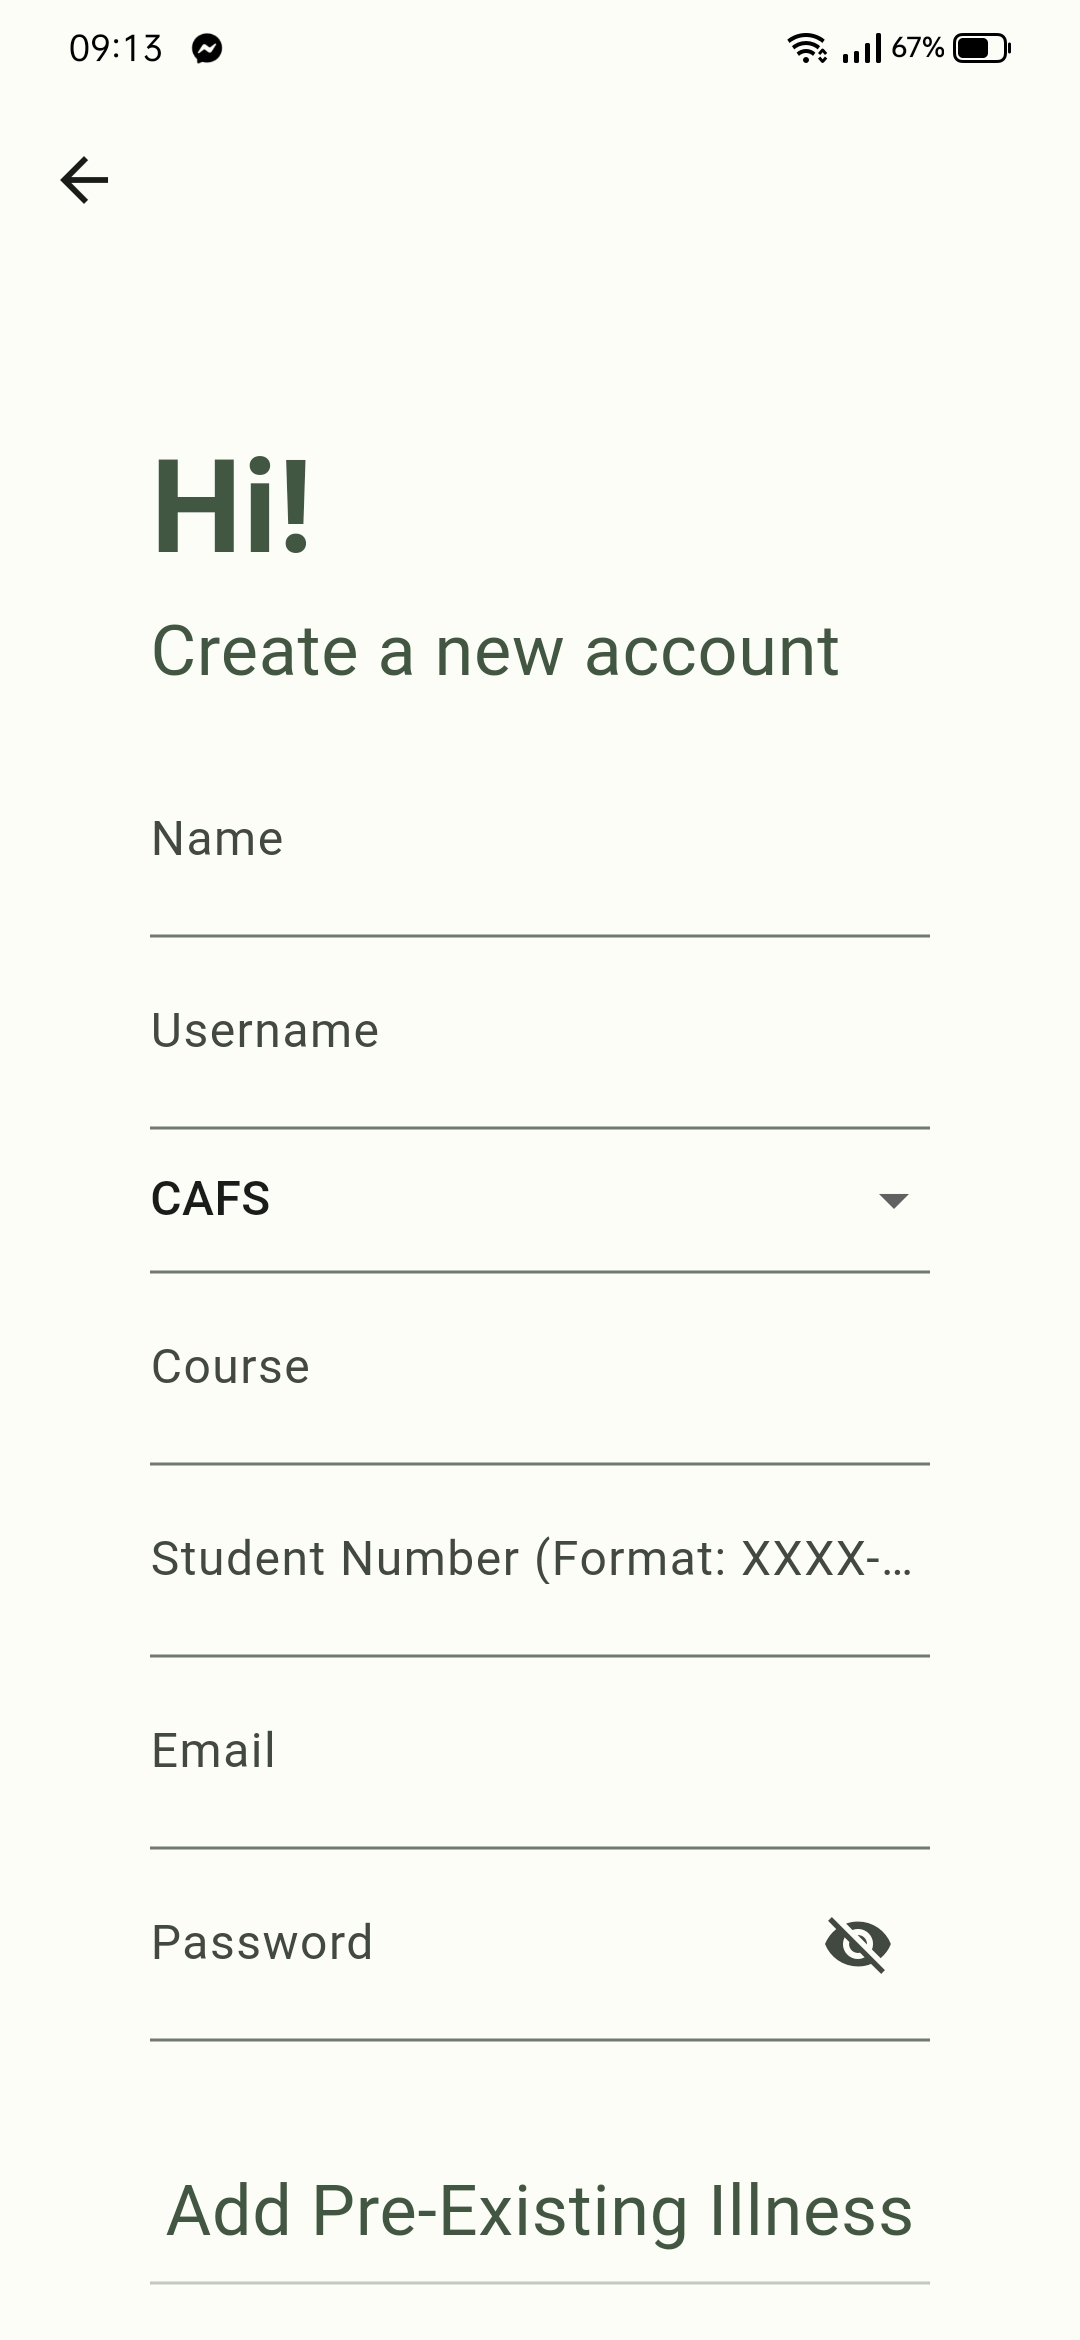 09:13 67%
Hi!
Create a new account
Name
Username
CAFS
Course
Student Number (Format: XXXX-...
Email
Password
Add Pre-Existing Illness